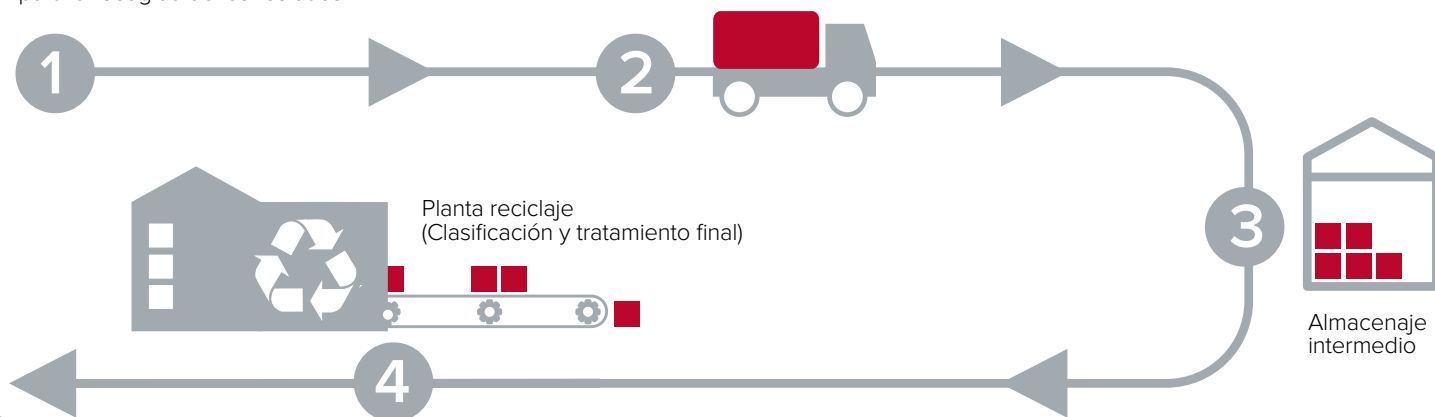 1
2
Planta reciclaje
(Clasificación y tratamiento final)
3
Almacenaje
intermedio
4